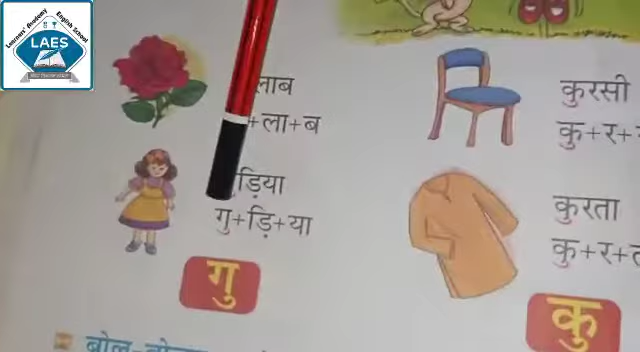 Learners' Academy English School
LAES
लाब
+ला+ब
ड़िया
गु+ड़ि+या
गु
कुरसी
कु+र+
कुरता
कु+र+
कु